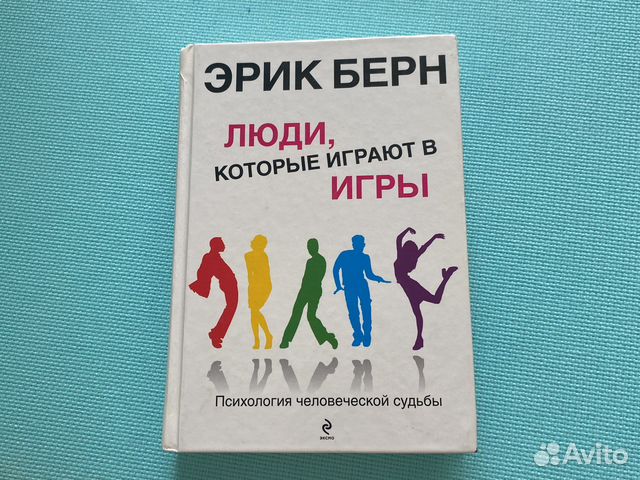 ЭРИК БЕРН
ЛЮДИ,
КОТОРЫЕ ИГРАЮТ В
ИГРЫ
Психология человеческой судьбы
ЭКСМО
Avito